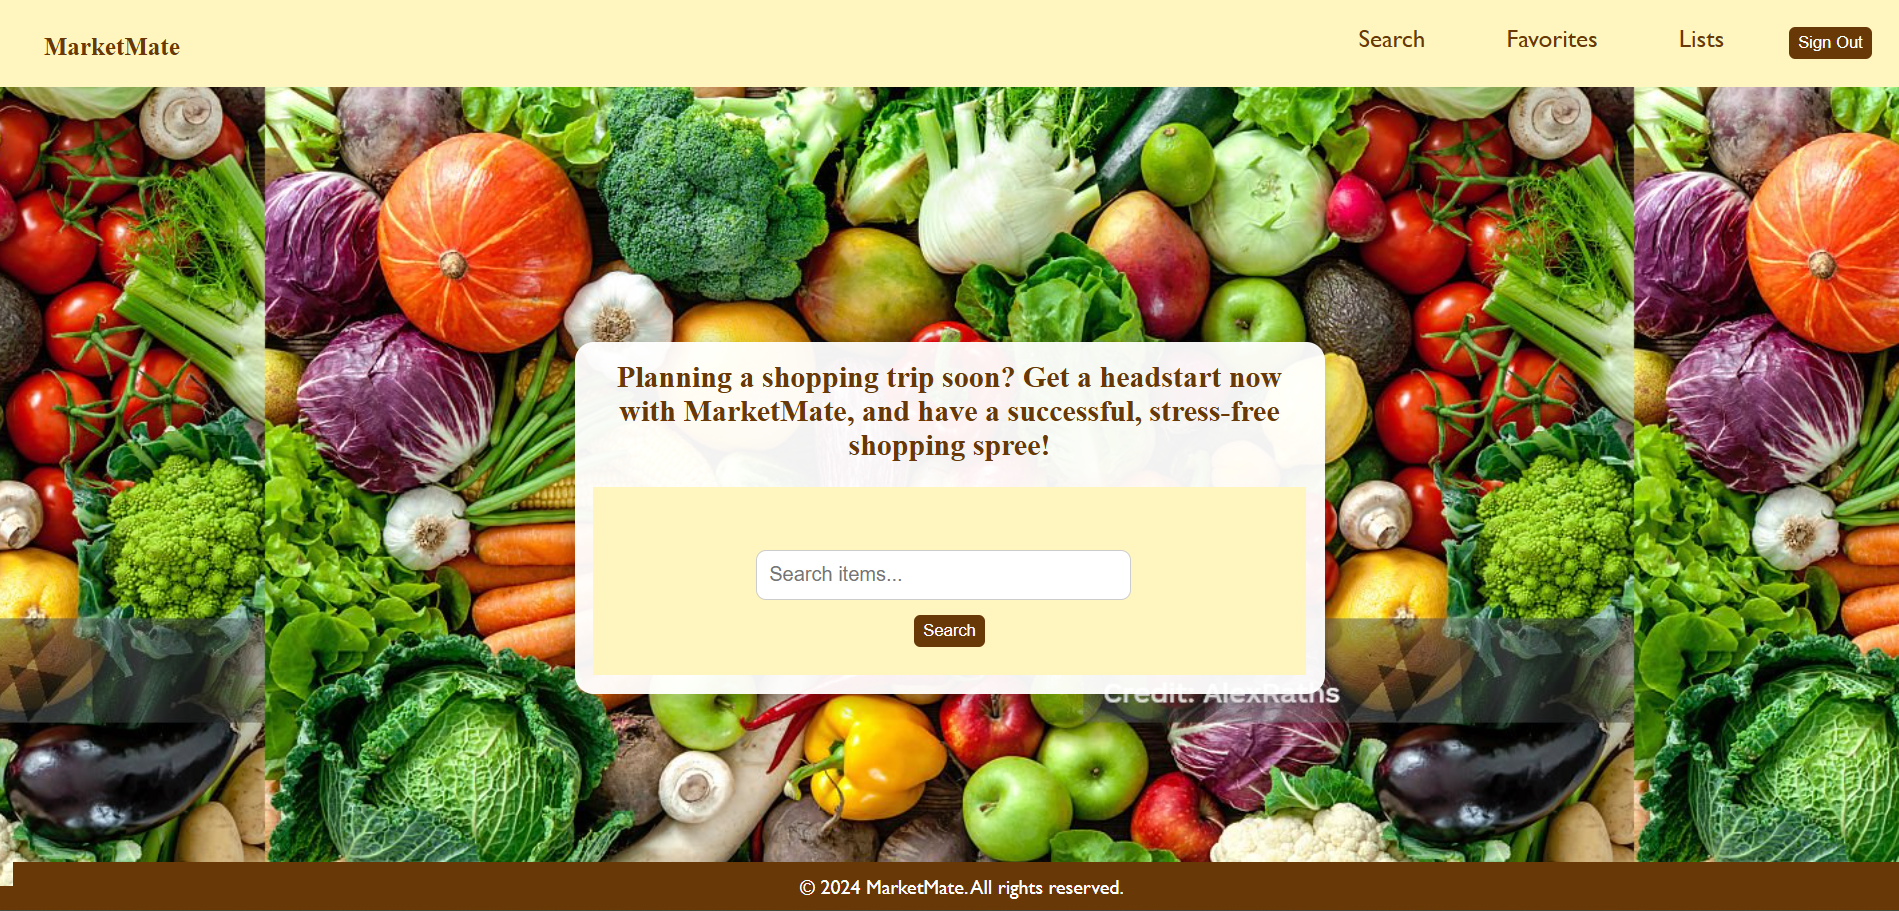 MarketMate
Search
Favorites
Lists
Sign Out
Planning a shopping trip soon? Get a headstart now
with MarketMate, and have a successful, stress-free
shopping spree!
Search items...
Search
Credit: AlexRaths
© 2024 MarketMate. All rights reserved.